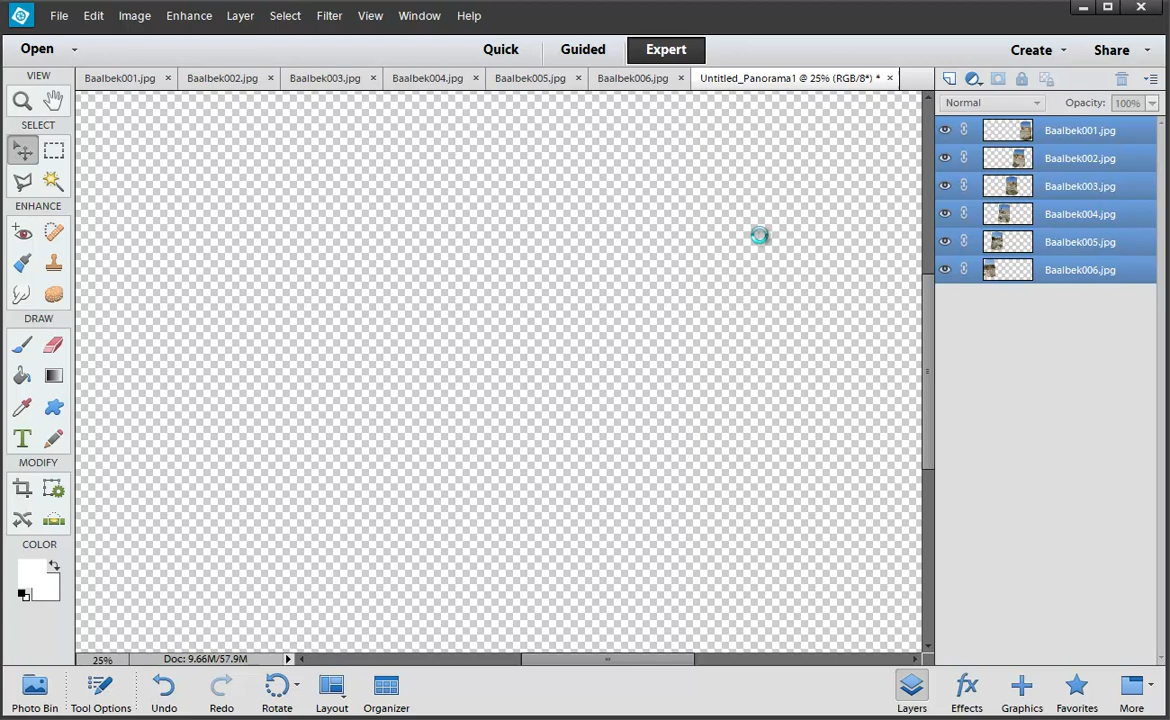 File Edit Image Enhance Layer Select Filter View Window Help
Open Quick Guided Expert Create Share
VIEW
Baalbek001.jpg × Baalbek002.jpg × Baalbek003.jpg × Baalbek004.jpg × Baalbek005.jpg × Baalbek006.jpg × Untitled_Panorama1 @ 25% (RGB/8*) * ×
Normal Opacity: 100%
SELECT
Baalbek001.jpg
Baalbek002.jpg
Baalbek003.jpg
ENHANCE
Baalbek004.jpg
Baalbek005.jpg
Baalbek006.jpg
DRAW
T
MODIFY
COLOR
25% Doc: 9.66M/57.9M
Photo Bin Tool Options Undo Redo Rotate Layout Organizer Layers fx Effects Graphics Favorites More